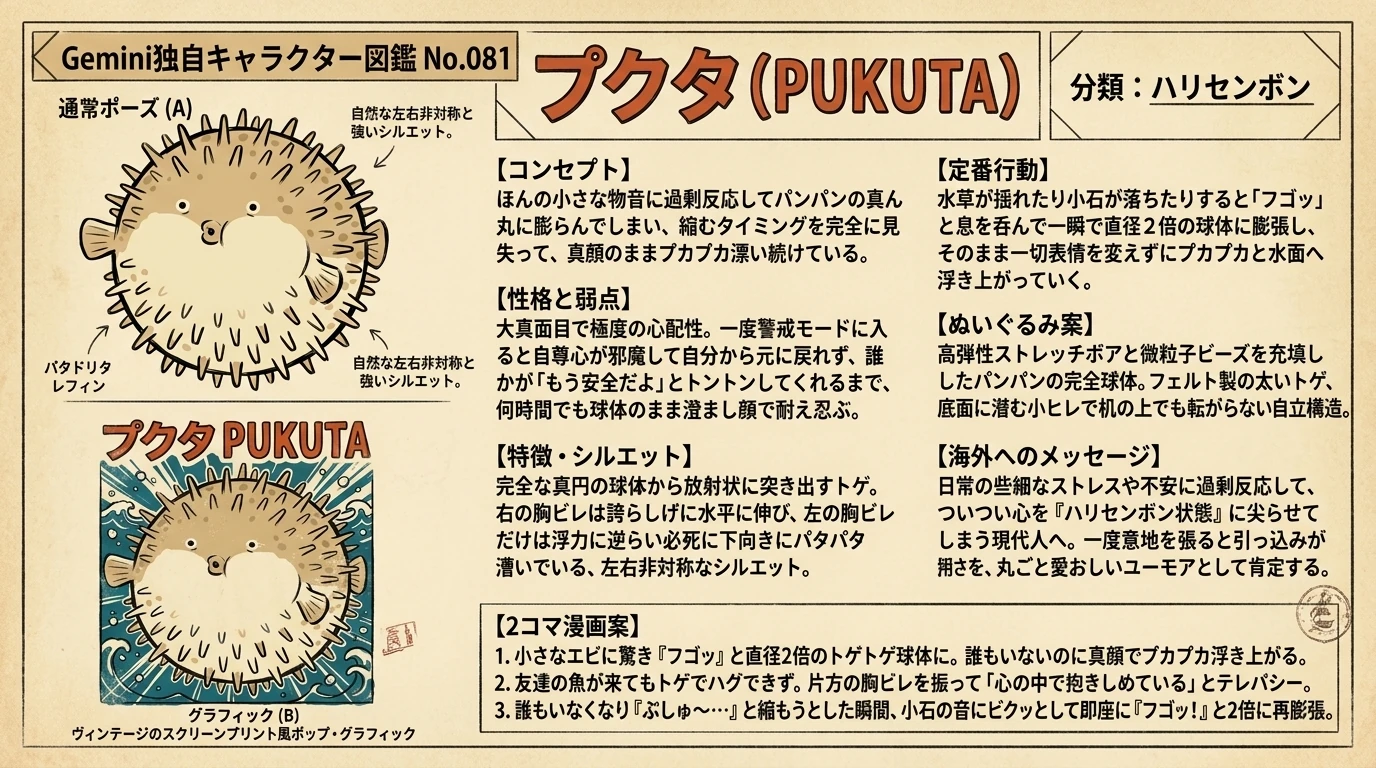 Gemini独自キャラクター図鑑 No.081
プクタ(PUKUTA)
分類：ハリセンボン
通常ポーズ (A)
自然な左右非対称と
強いシルエット。
パタドリタ
レフィン
自然な左右非対称と
強いシルエット。
プクタ PUKUTA
グラフィック (B)
ヴィンテージのスクリーンプリント風ポップ・グラフィック
【コンセプト】
ほんの小さな物音に過剰反応してパンパンの真ん
丸に膨らんでしまい、縮むタイミングを完全に見
失って、真顔のままプカプカ漂い続けている。
【性格と弱点】
大真面目で極度の心配性。一度警戒モードに入
ると自尊心が邪魔して自分から元に戻れず、誰
かが「もう安全だよ」とトントンしてくれるまで、
何時間でも球体のまま澄まし顔で耐え忍ぶ。
【特徴・シルエット】
完全な真円の球体から放射状に突き出すトゲ。
右の胸ビレは誇らしげに水平に伸び、左の胸ビレ
だけは浮力に逆らい必死に下向きにパタパタ
漕いでいる、左右非対称なシルエット。
【定番行動】
水草が揺れたり小石が落ちたりすると「フゴッ」
と息を呑んで一瞬で直径2倍の球体に膨張し、
そのまま一切表情を変えずにプカプカと水面へ
浮き上がっていく。
【ぬいぐるみ案】
高弾性ストレッチボアと微粒子ビーズを充填し
たパンパンの完全球体。フェルト製の太いトゲ、
底面に潜む小ヒレで机の上でも転がらない自立構造。
【海外へのメッセージ】
日常の些細なストレスや不安に過剰反応して、
ついつい心を『ハリセンボン状態』に尖らせて
しまう現代人へ。一度意地を張ると引っ込みが
さを、丸ごと愛おしいユーモアとして肯定する。
【2コマ漫画案】
1. 小さなエビに驚き『フゴッ』と直径2倍のトゲトゲ球体に。誰もいないのに真顔でプカプカ浮き上がる。
2. 友達の魚が来てもトゲでハグできず。片方の胸ビレを振って「心の中で抱きしめている」とテレパシー。
3. 誰もいなくなり『ぷしゅ～…』と縮もうとした瞬間、小石の音にビクッとして即座に『フゴッ！』と2倍に再膨張。